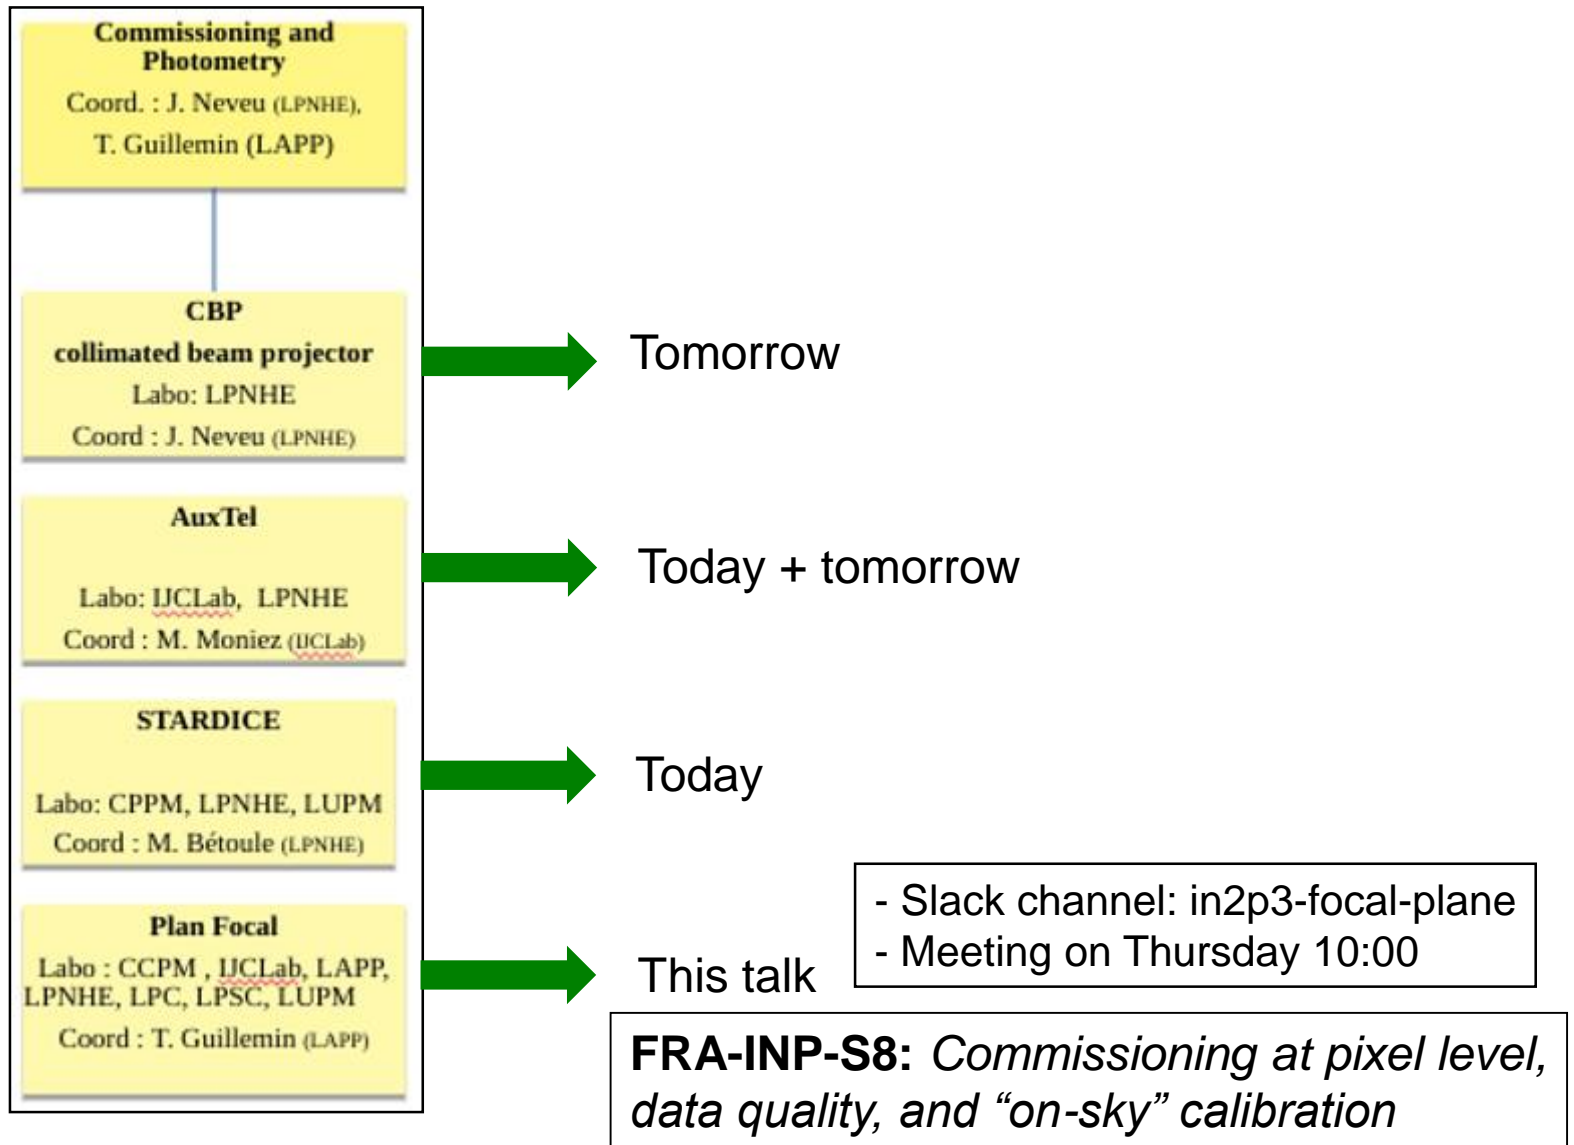 Commissioning and
Photometry
Coord. : J. Neveu (LPNHE),
T. Guillemin (LAPP)
CBP
collimated beam projector
Labo: LPNHE
Coord : J. Neveu (LPNHE)
Tomorrow
AuxTel
Labo: IJCLab, LPNHE
Coord : M. Moniez (IJCLab)
Today + tomorrow
STARDICE
Labo: CPPM, LPNHE, LUPM
Coord : M. Bétoule (LPNHE)
Today
Plan Focal
Labo : CCPM , IJCLab, LAPP,
LPNHE, LPC, LPSC, LUPM
Coord : T. Guillemin (LAPP)
This talk
- Slack channel: in2p3-focal-plane
- Meeting on Thursday 10:00
FRA-INP-S8: Commissioning at pixel level,
data quality, and “on-sky” calibration